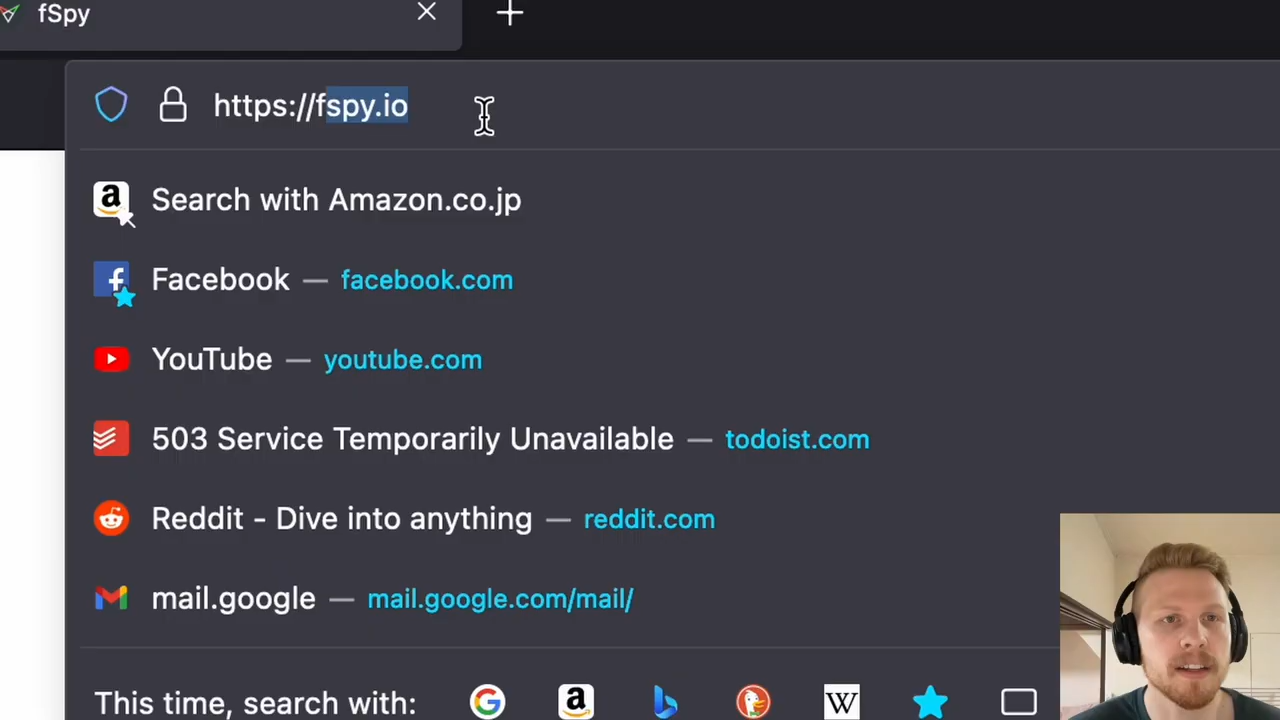 fSpy
https://fspy.io
Search with Amazon.co.jp
Facebook — facebook.com
YouTube — youtube.com
503 Service Temporarily Unavailable — todoist.com
Reddit - Dive into anything — reddit.com
mail.google — mail.google.com/mail/
This time, search with: